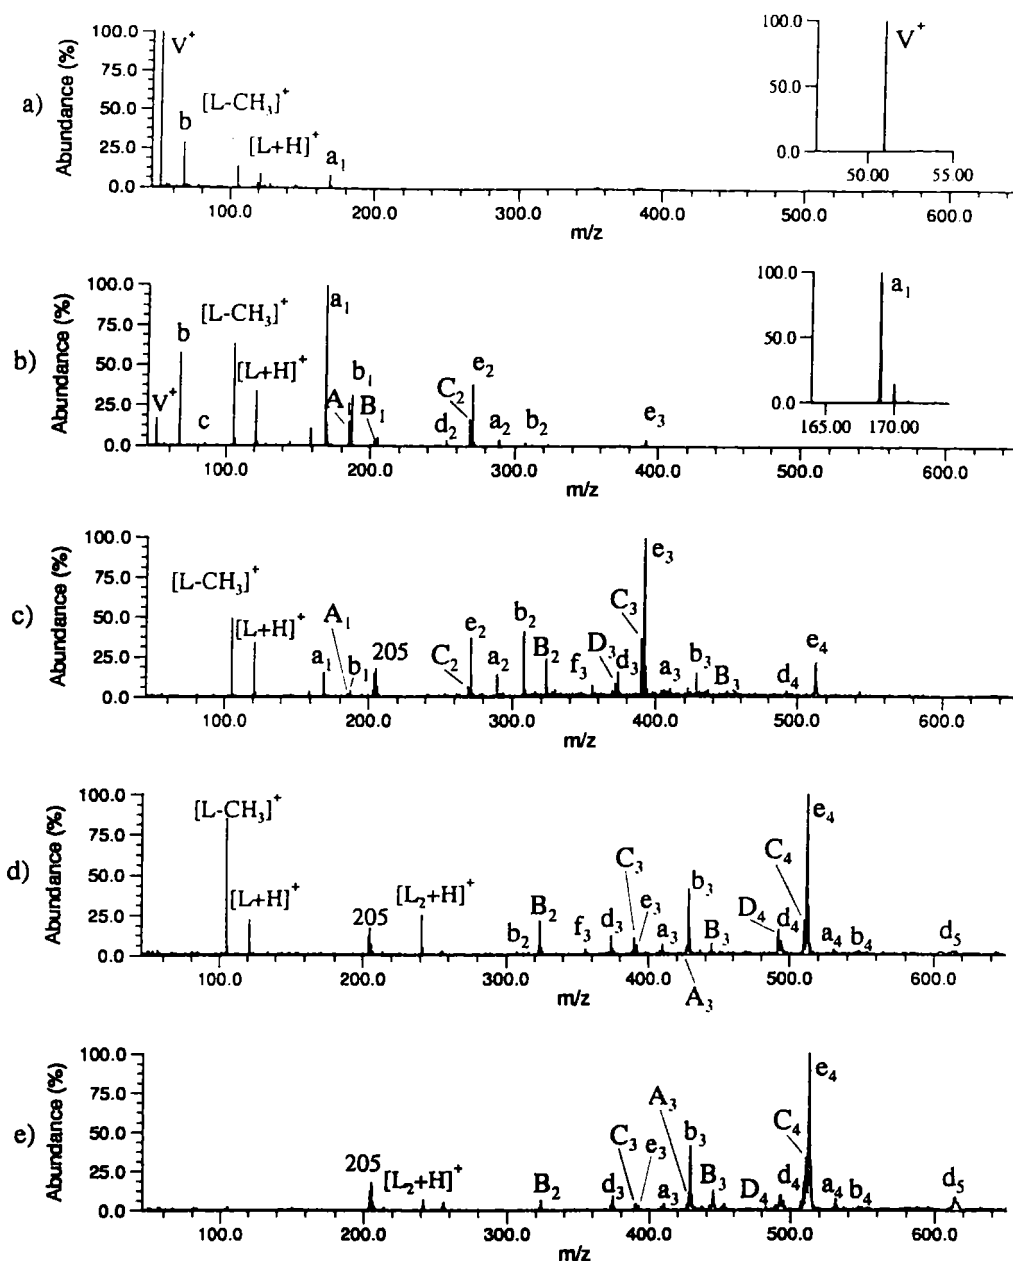 a)
Abundance (%)
100.0
75.0
50.0
25.0
0.0
V+
b
[L-CH3]+
[L+H]+
a1
100.0 200.0 300.0 400.0 500.0 600.0
m/z
100.0
50.0
0.0
V+
50.00 55.00
b)
Abundance (%)
100.0
75.0
50.0
25.0
0.0
V+
b
c
[L-CH3]+
[L+H]+
a1
A
b1
B1
d2
C2
e2
a2
b2
e3
100.0 200.0 300.0 400.0 500.0 600.0
m/z
100.0
50.0
0.0
a1
165.00 170.00
c)
Abundance (%)
100.0
75.0
50.0
25.0
0.0
[L-CH3]+
[L+H]+
a1
A1
b1
205
C2
e2
a2
b2
B2
f3
D3
d3
C3
e3
a3
b3
B3
d4
e4
100.0 200.0 300.0 400.0 500.0 600.0
m/z
d)
Abundance (%)
100.0
75.0
50.0
25.0
0.0
[L-CH3]+
[L+H]+
205
[L2+H]+
b2
B2
f3
d3
C3
e3
a3
A3
b3
B3
D4
d4
C4
e4
a4
b4
d5
100.0 200.0 300.0 400.0 500.0 600.0
m/z
e)
Abundance (%)
100.0
75.0
50.0
25.0
0.0
205
[L2+H]+
B2
d3
C3
e3
a3
A3
b3
B3
D4
d4
C4
e4
a4
b4
d5
100.0 200.0 300.0 400.0 500.0 600.0
m/z